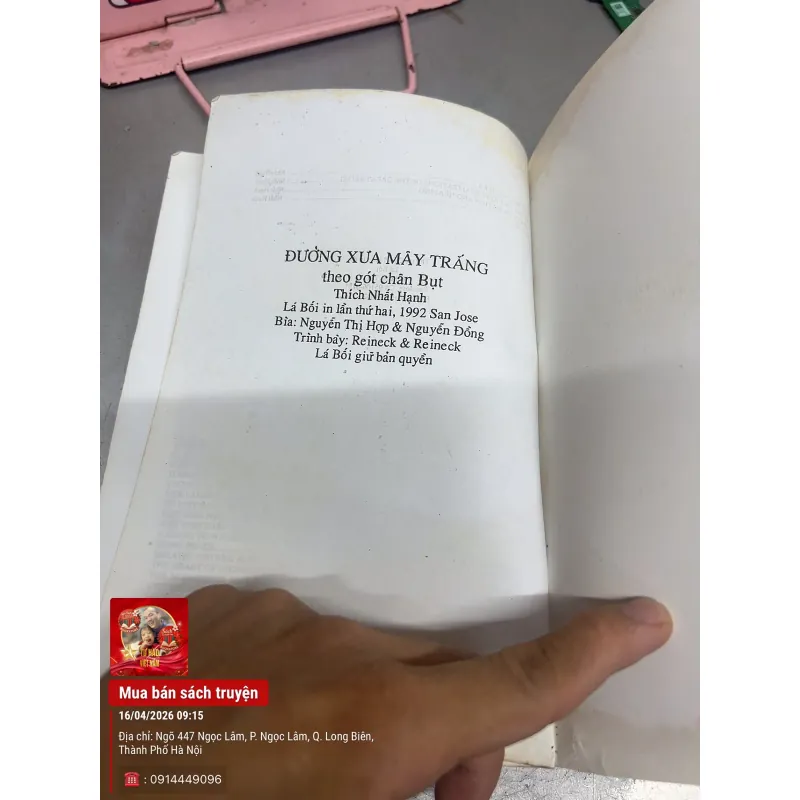 ĐƯỜNG XƯA MÂY TRẮNG
theo gót chân Bụt
Thích Nhất Hạnh
Lá Bối in lần thứ hai, 1992 San Jose
Bìa: Nguyễn Thị Hợp & Nguyễn Đồng
Trình bày: Reineck & Reineck
Lá Bối giữ bản quyền
Mua bán sách truyện
16/04/2026 09:15
Địa chỉ: Ngõ 447 Ngọc Lâm, P. Ngọc Lâm, Q. Long Biên,
Thành Phố Hà Nội
☎ : 0914449096